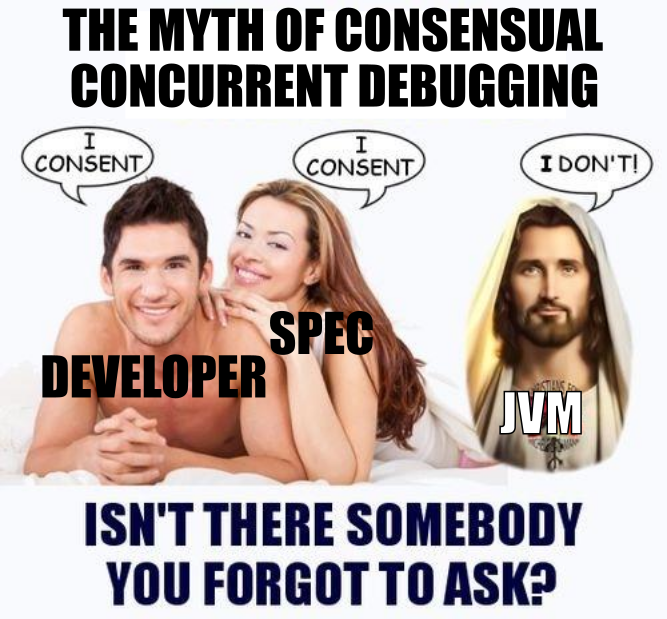 THE MYTH OF CONSENSUAL
CONCURRENT DEBUGGING
I
CONSENT
I
CONSENT
I DON'T!
SPEC
DEVELOPER
JVM
ISN'T THERE SOMEBODY
YOU FORGOT TO ASK?